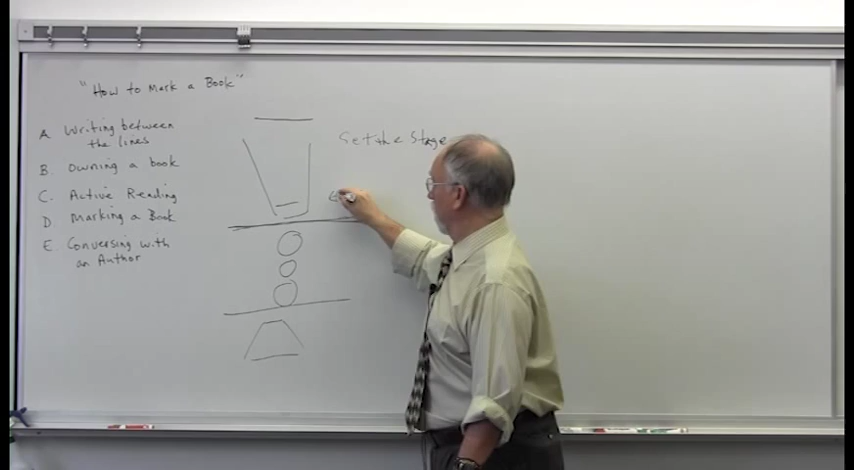 "How to Mark a Book"
A. Writing between
the lines
B. Owning a book
C. Active Reading
D Marking a Book
E Conversing with
an Author
Set the Stage